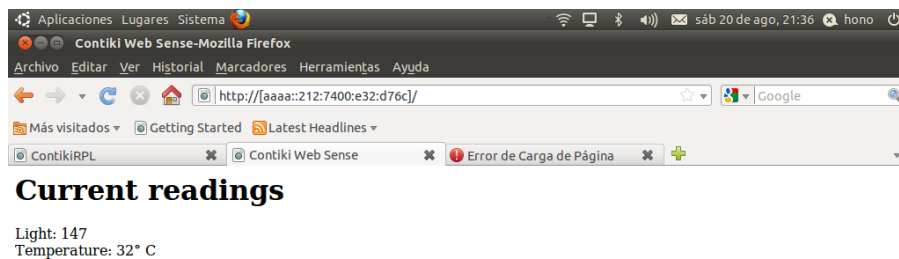 Aplicaciones Lugares Sistema sáb 20 de ago, 21:36 hono
Contiki Web Sense-Mozilla Firefox
Archivo Editar Ver Historial Marcadores Herramientas Ayuda
http://[aaaa::212:7400:e32:d76c]/ Google
Más visitados Getting Started Latest Headlines
ContikiRPL Contiki Web Sense Error de Carga de Página
Current readings
Light: 147
Temperature: 32° C